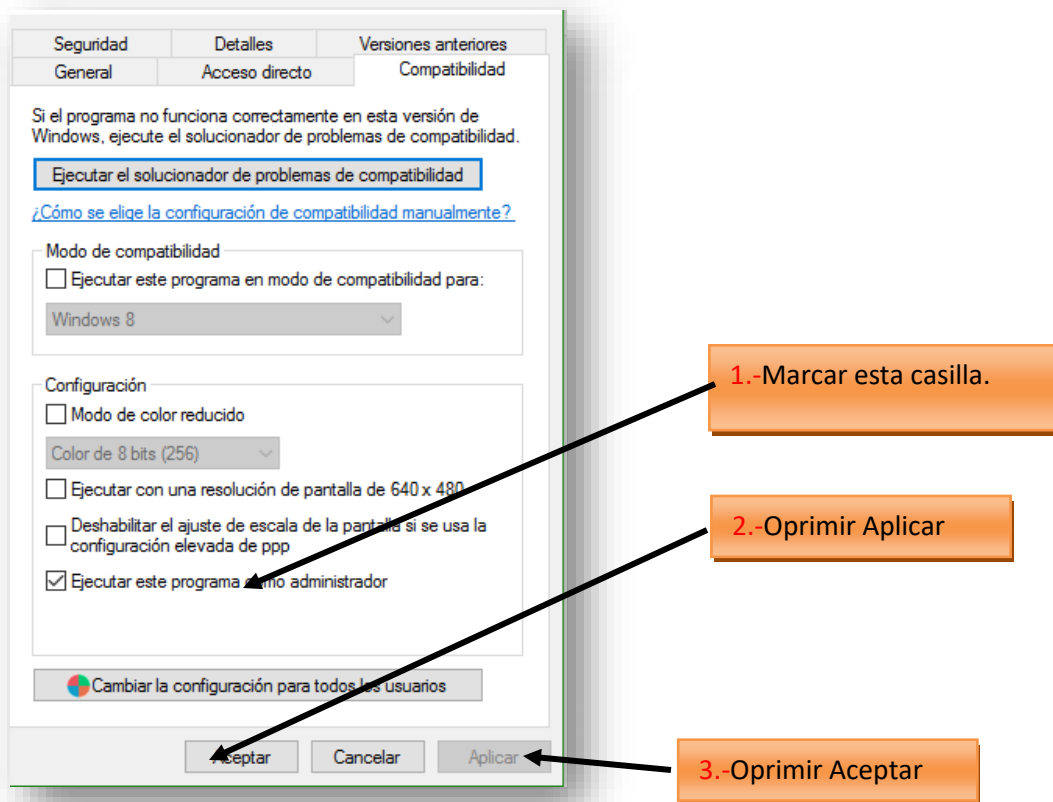 Seguridad
Detalles
Versiones anteriores
General
Acceso directo
Compatibilidad
Si el programa no funciona correctamente en esta versión de
Windows, ejecute el solucionador de problemas de compatibilidad.
Ejecutar el solucionador de problemas de compatibilidad
¿Cómo se elige la configuración de compatibilidad manualmente?
Modo de compatibilidad
Ejecutar este programa en modo de compatibilidad para:
Windows 8
Configuración
Modo de color reducido
Color de 8 bits (256)
Ejecutar con una resolución de pantalla de 640 x 480
Deshabilitar el ajuste de escala de la pantalla si se usa la
configuración elevada de ppp
Ejecutar este programa como administrador
Cambiar la configuración para todos los usuarios
Aceptar
Cancelar
Aplicar
1.-Marcar esta casilla.
2.-Oprimir Aplicar
3.-Oprimir Aceptar